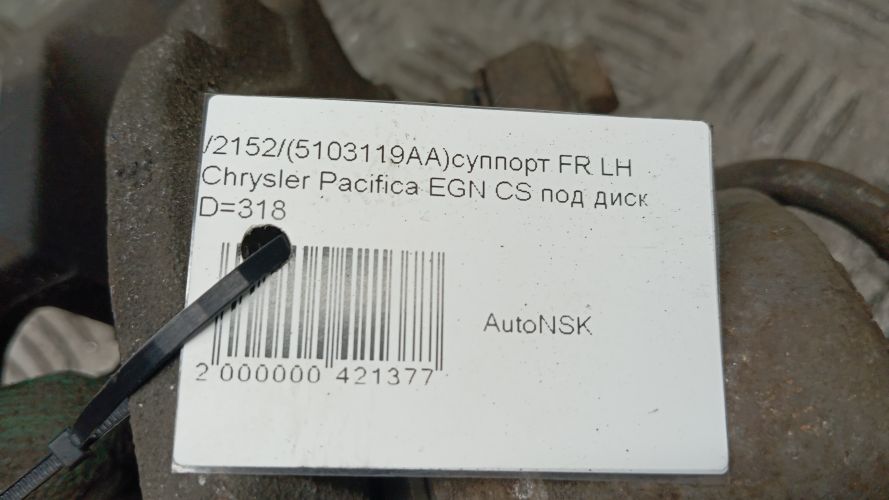 /2152/(5103119AA)суппорт FR LH
Chrysler Pacifica EGN CS под диск
D=318
AutoNSK
2 000000 421377